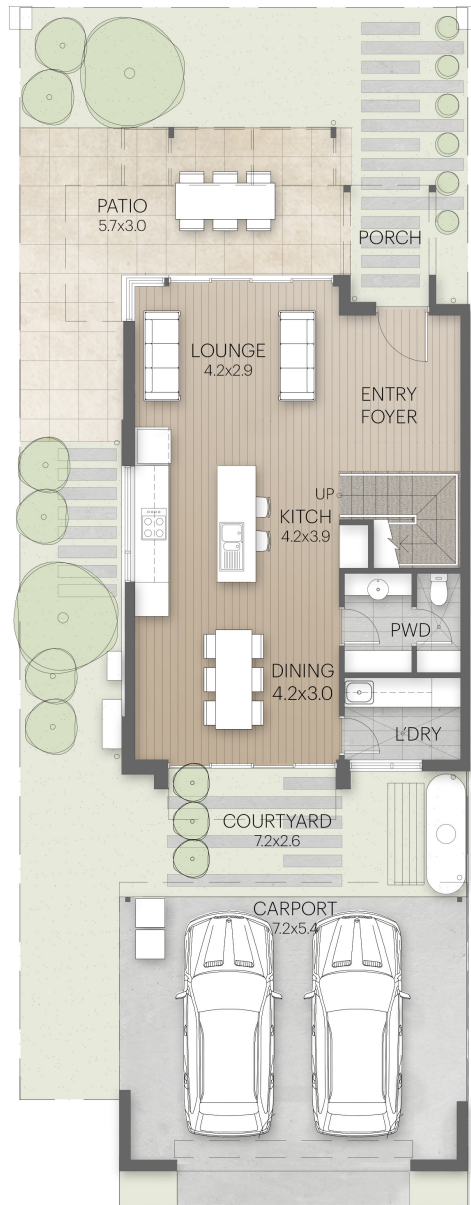 PATIO
5.7x3.0
PORCH
LOUNGE
4.2x2.9
ENTRY
FOYER
UP
KITCH
4.2x3.9
PWD
DINING
4.2x3.0
L'DRY
COURTYARD
7.2x2.6
CARPORT
7.2x5.4